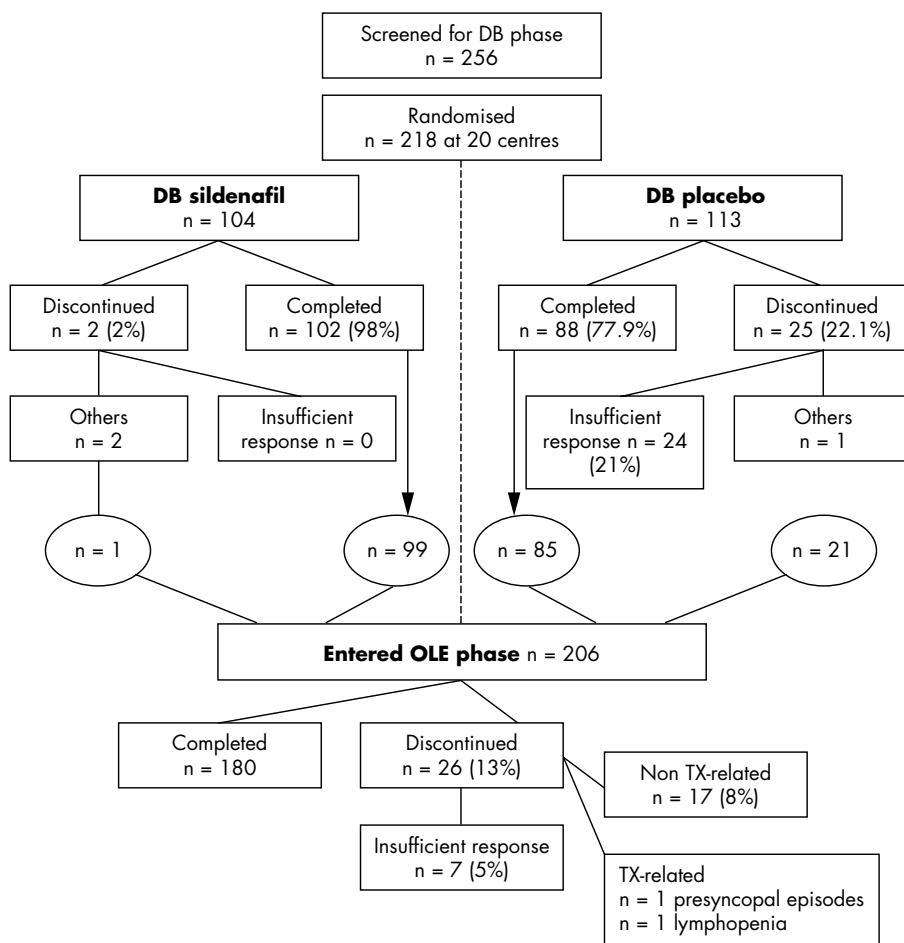 Screened for DB phase
n = 256
Randomised
n = 218 at 20 centres
DB sildenafil
n = 104
DB placebo
n = 113
Discontinued
n = 2 (2%)
Completed
n = 102 (98%)
Completed
n = 88 (77.9%)
Discontinued
n = 25 (22.1%)
Others
n = 2
Insufficient
response n = 0
Insufficient
response n = 24
(21%)
Others
n = 1
n = 1
n = 99
n = 85
n = 21
Entered OLE phase n = 206
Completed
n = 180
Discontinued
n = 26 (13%)
Non TX-related
n = 17 (8%)
Insufficient response
n = 7 (5%)
TX-related
n = 1 presyncopal episodes
n = 1 lymphopenia